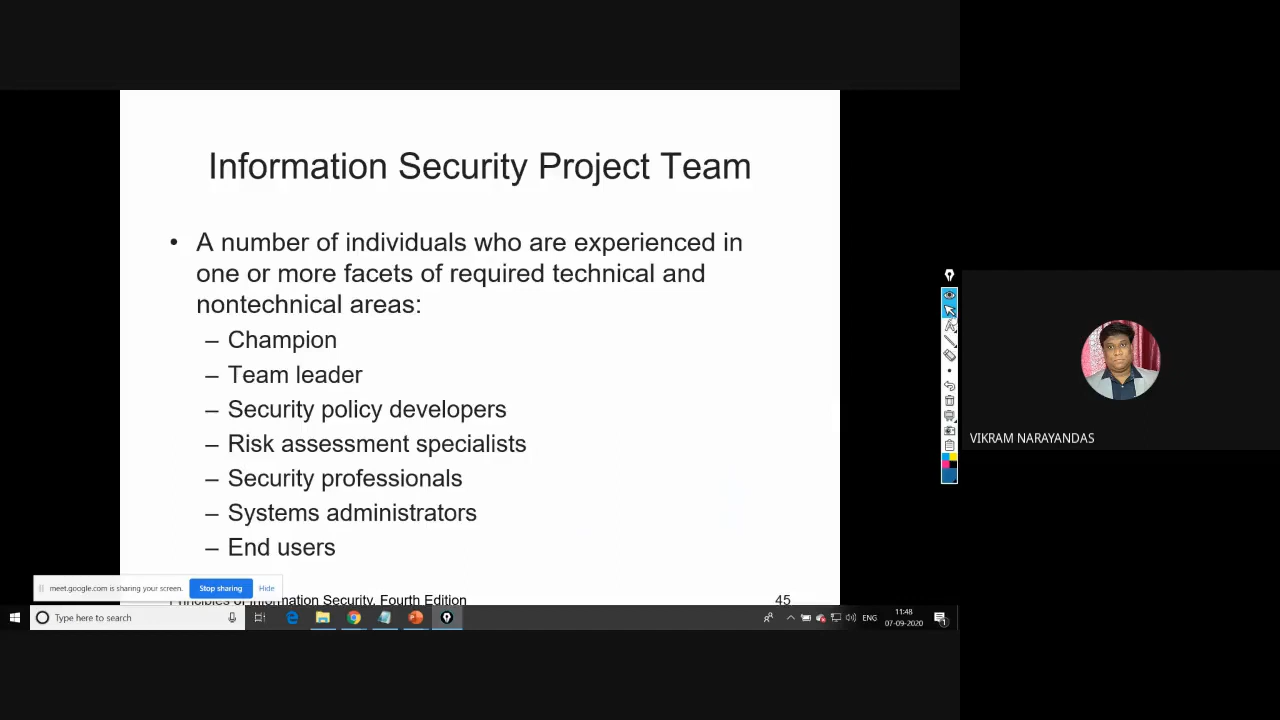 Information Security Project Team
• A number of individuals who are experienced in
one or more facets of required technical and
nontechnical areas:
– Champion
– Team leader
– Security policy developers
– Risk assessment specialists
– Security professionals
– Systems administrators
– End users
meet.google.com is sharing your screen. Stop sharing Hide
Principles of Information Security, Fourth Edition 45
Type here to search
ENG
11:48
07-09-2020
1
VIKRAM NARAYANDAS